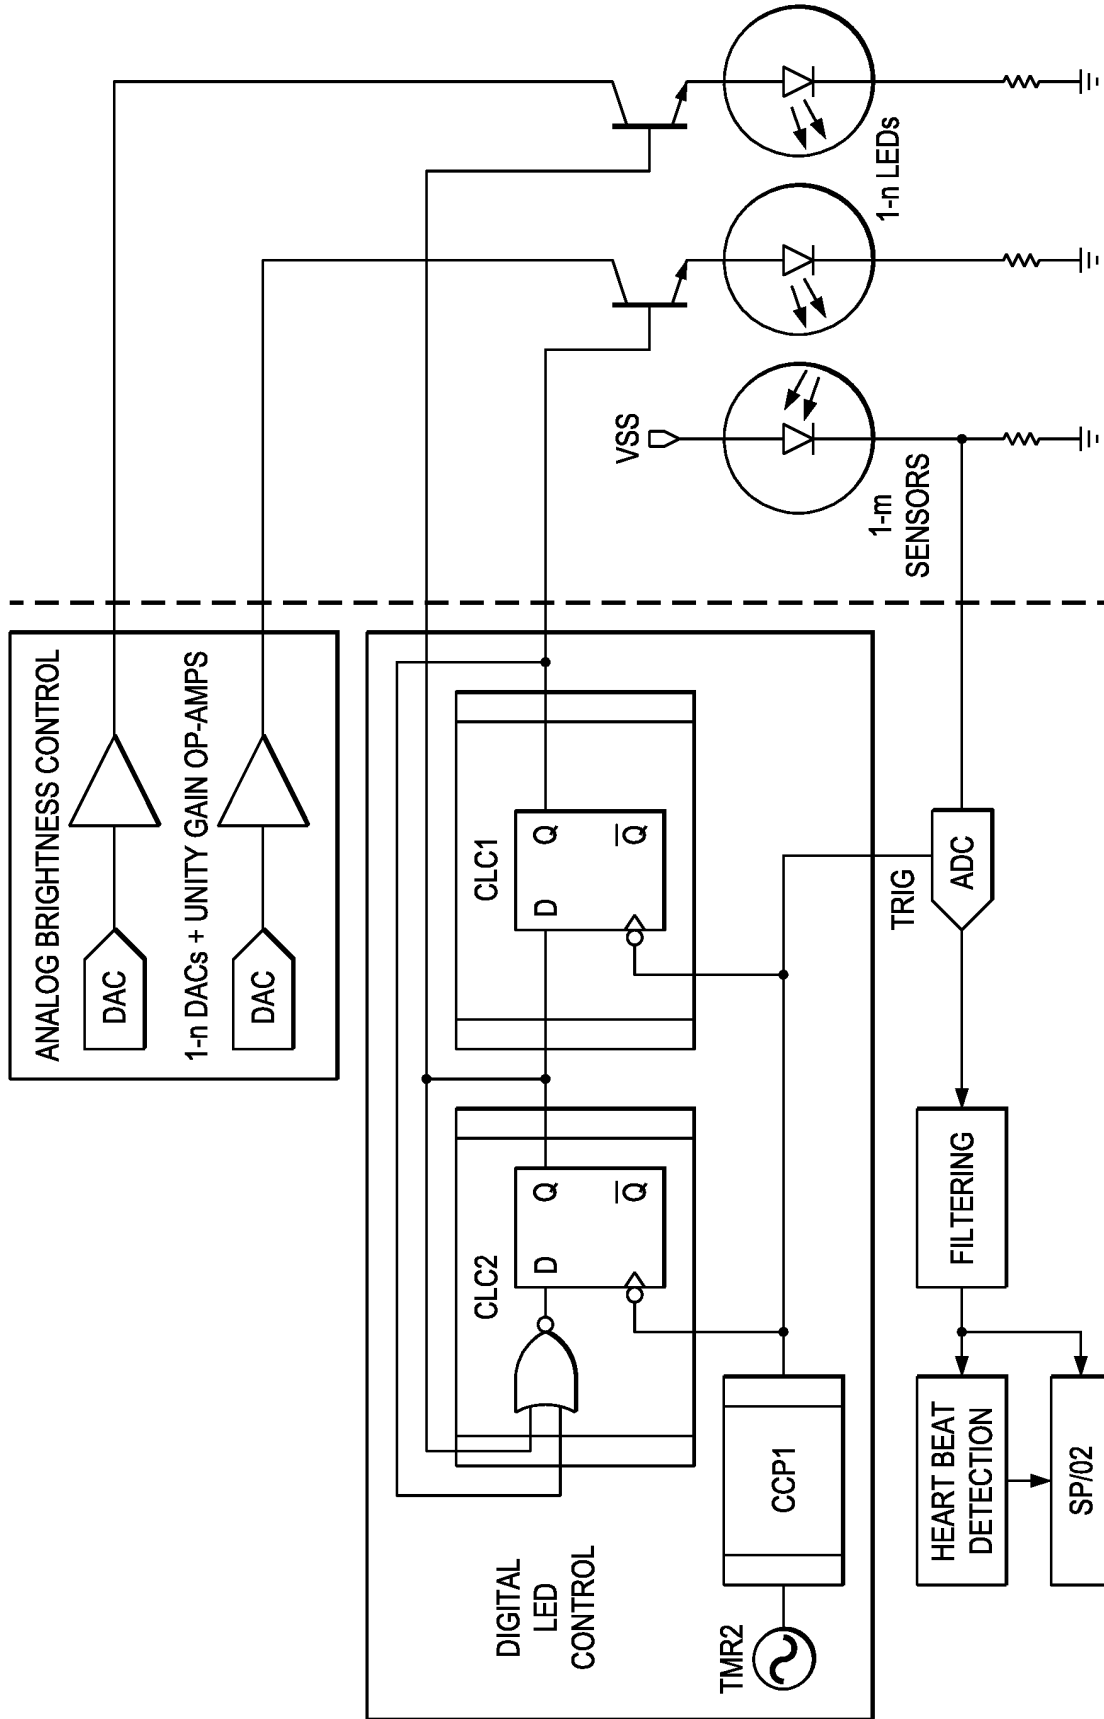 ANALOG BRIGHTNESS CONTROL
DAC
1-n DACs + UNITY GAIN OP-AMPS
DAC
DIGITAL
LED
CONTROL
CLC2
D
Q
Q
CLC1
D
Q
Q
TMR2
CCP1
TRIG
ADC
FILTERING
HEART BEAT
DETECTION
SP/02
VSS
1-m
SENSORS
1-n LEDs